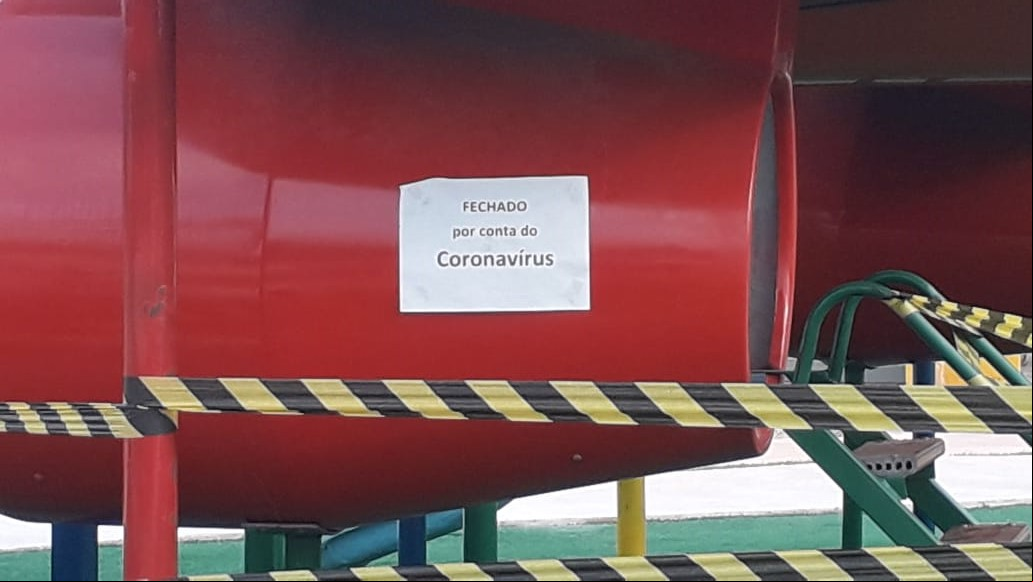 FECHADO
por conta do
Coronavírus